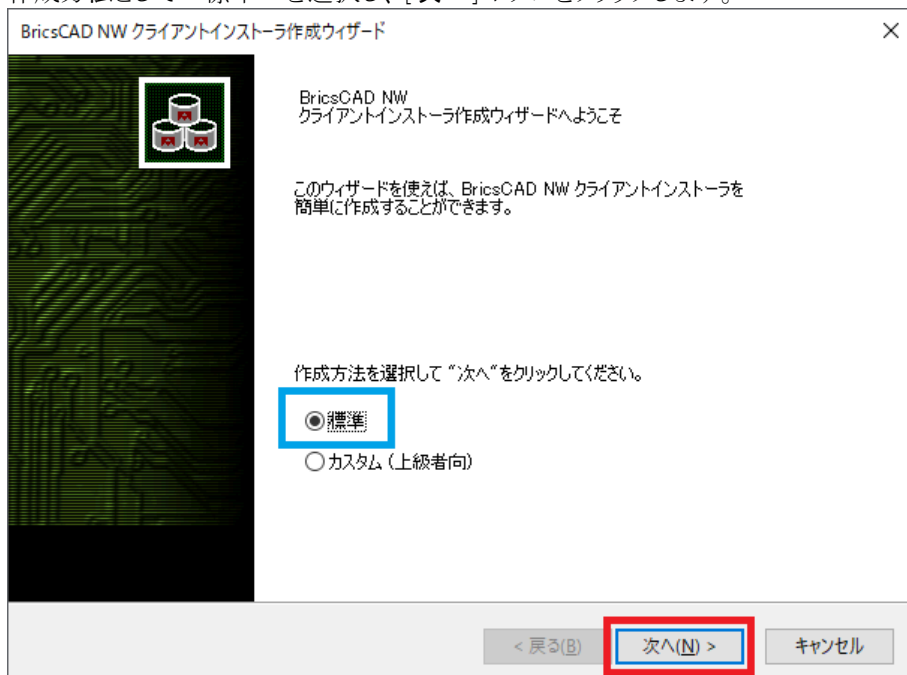 BricsCAD NW クライアントインストーラ作成ウィザード
BricsCAD NW
クライアントインストーラ作成ウィザードへようこそ
このウィザードを使えば、BricsCAD NW クライアントインストーラを
簡単に作成することができます。
作成方法を選択して "次へ"をクリックしてください。
標準
カスタム（上級者向）
< 戻る(B)
次へ(N) >
キャンセル